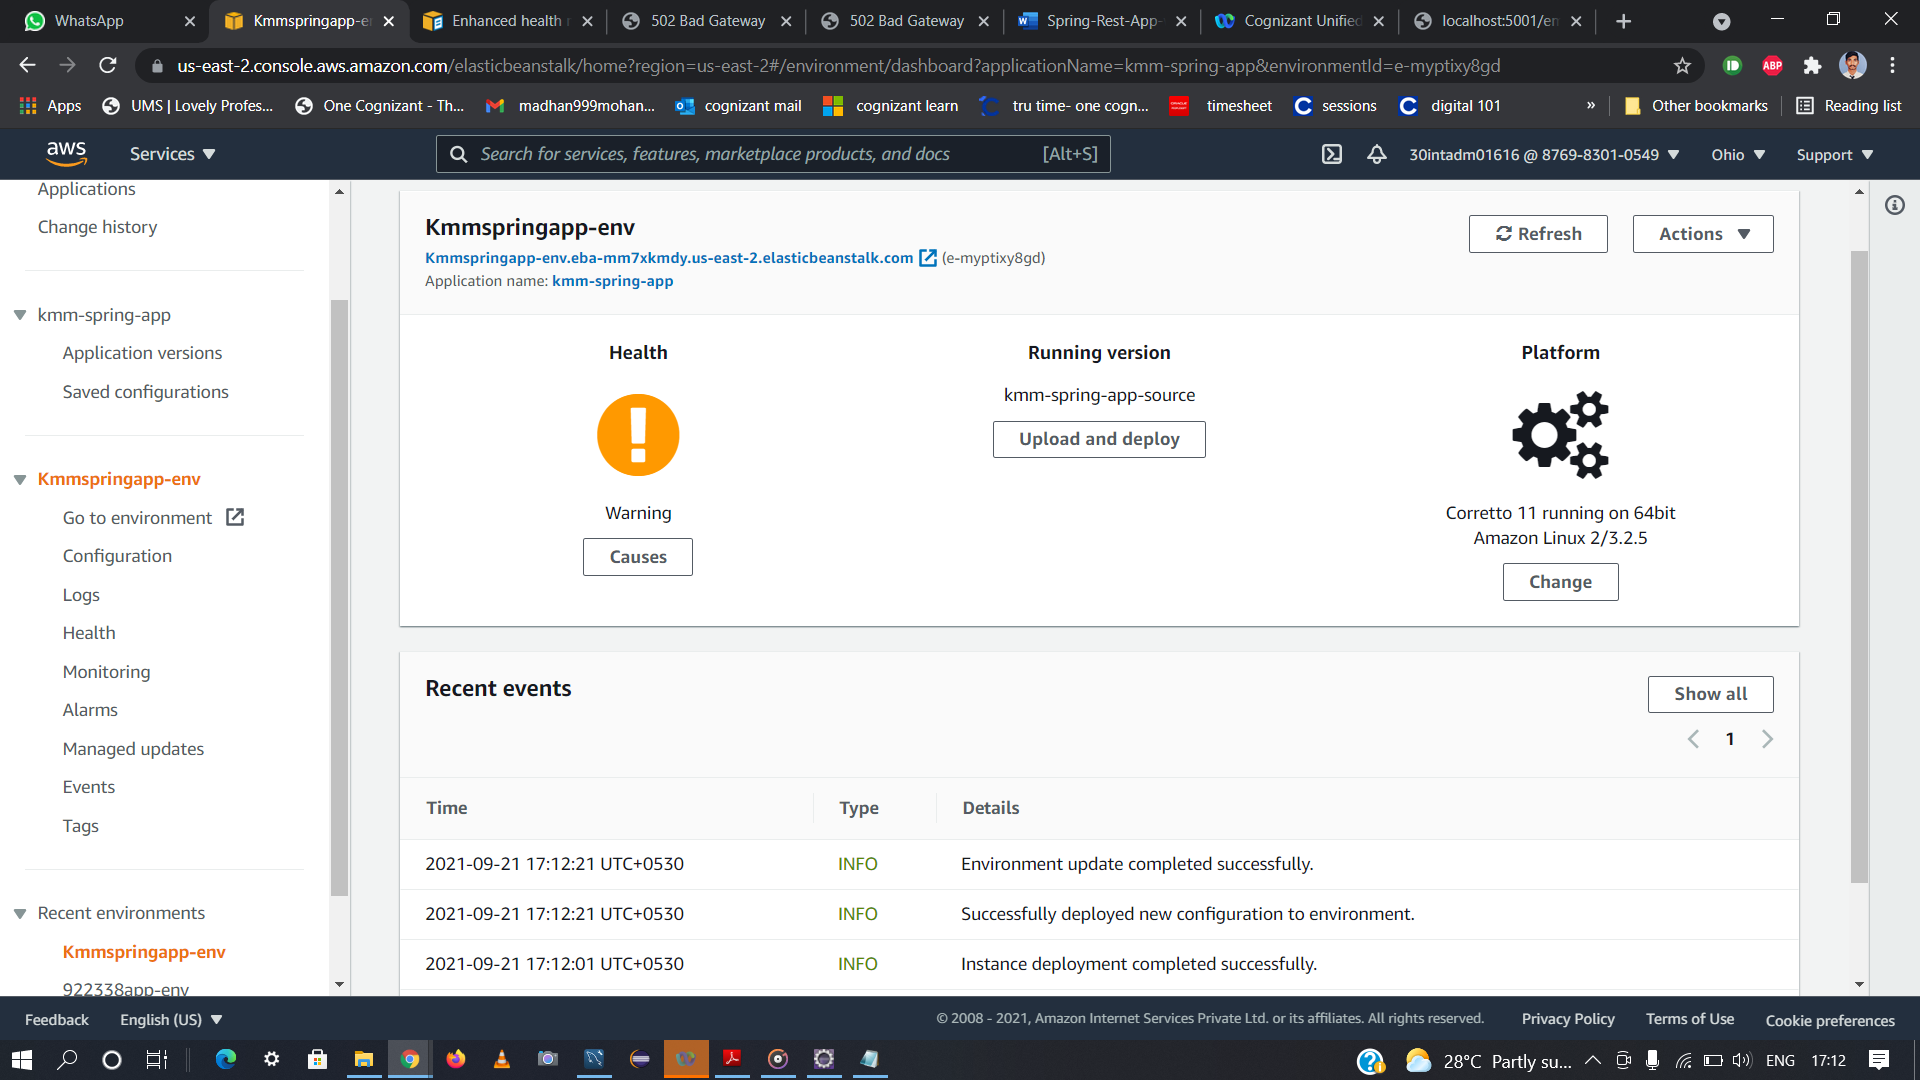 WhatsApp
Kmmspringapp-e
Enhanced health
502 Bad Gateway
502 Bad Gateway
Spring-Rest-App-
Cognizant Unified
localhost:5001/em
us-east-2.console.aws.amazon.com/elasticbeanstalk/home?region=us-east-2#/environment/dashboard?applicationName=kmm-spring-app&environmentId=e-myptixy8gd
ABP
Apps
UMS | Lovely Profes...
One Cognizant - Th...
madhan999mohan...
cognizant mail
cognizant learn
tru time- one cogn...
timesheet
sessions
digital 101
»
Other bookmarks
Reading list
aws
Services
Search for services, features, marketplace products, and docs
[Alt+S]
30intadm01616 @ 8769-8301-0549
Ohio
Support
Applications
Change history
kmm-spring-app
Application versions
Saved configurations
Kmmspringapp-env
Go to environment
Configuration
Logs
Health
Monitoring
Alarms
Managed updates
Events
Tags
Recent environments
Kmmspringapp-env
922338app-env
Kmmspringapp-env
Kmmspringapp-env.eba-mm7xkmdy.us-east-2.elasticbeanstalk.com (e-myptixy8gd)
Application name: kmm-spring-app
Refresh
Actions
Health
Warning
Causes
Running version
kmm-spring-app-source
Upload and deploy
Platform
Corretto 11 running on 64bit
Amazon Linux 2/3.2.5
Change
Recent events
Show all
1
Time
Type
Details
2021-09-21 17:12:21 UTC+0530
INFO
Environment update completed successfully.
2021-09-21 17:12:21 UTC+0530
INFO
Successfully deployed new configuration to environment.
2021-09-21 17:12:01 UTC+0530
INFO
Instance deployment completed successfully.
Feedback
English (US)
© 2008 - 2021, Amazon Internet Services Private Ltd. or its affiliates. All rights reserved.
Privacy Policy
Terms of Use
Cookie preferences
28°C Partly su...
ENG
17:12